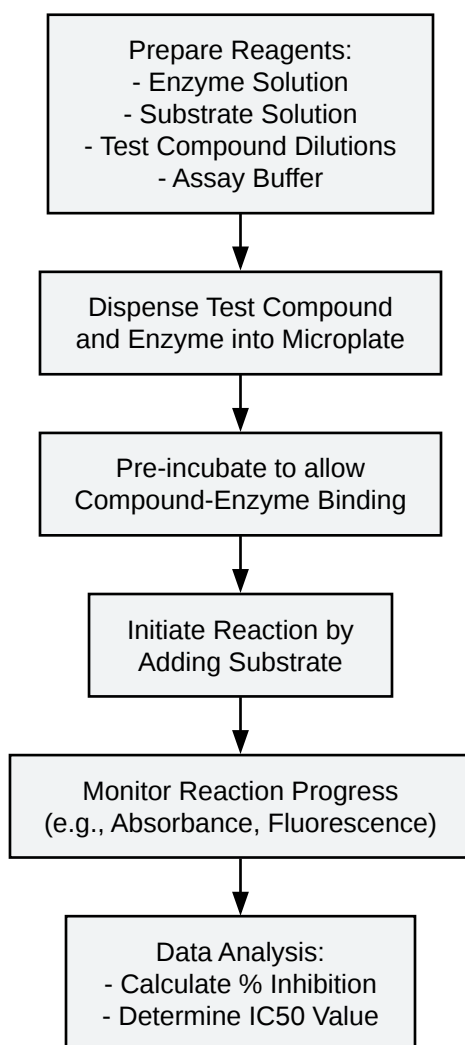 Prepare Reagents:
- Enzyme Solution
- Substrate Solution
- Test Compound Dilutions
- Assay Buffer
Dispense Test Compound
and Enzyme into Microplate
Pre-incubate to allow
Compound-Enzyme Binding
Initiate Reaction by
Adding Substrate
Monitor Reaction Progress
(e.g., Absorbance, Fluorescence)
Data Analysis:
- Calculate % Inhibition
- Determine IC50 Value